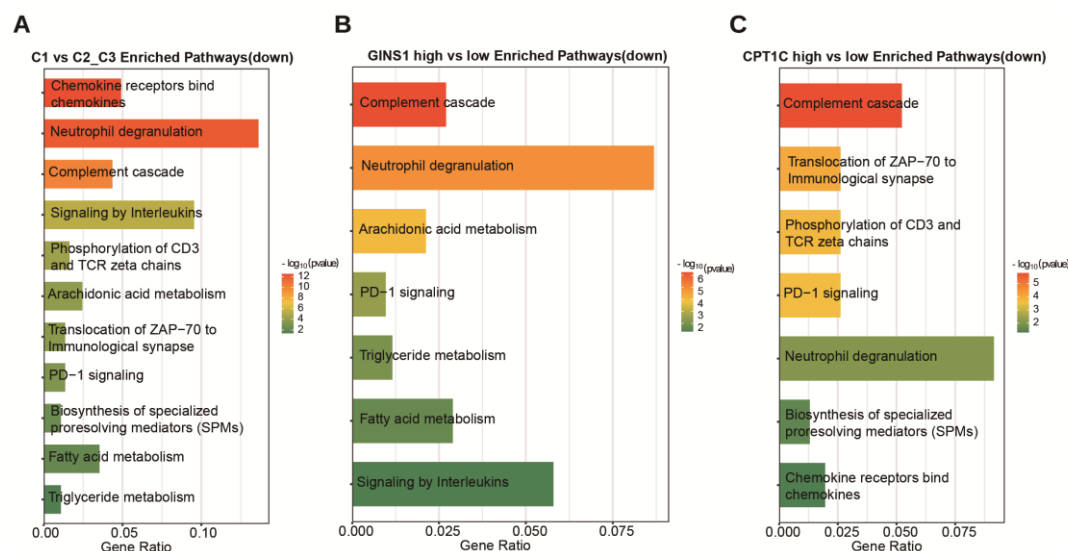 A
C1 vs C2_C3 Enriched Pathways(down)
Chemokine receptors bind
chemokines
Neutrophil degranulation
Complement cascade
Signaling by Interleukins
Phosphorylation of CD3
and TCR zeta chains
Arachidonic acid metabolism
Translocation of ZAP−70 to
Immunological synapse
PD−1 signaling
Biosynthesis of specialized
proresolving mediators (SPMs)
Fatty acid metabolism
Triglyceride metabolism
0.00 0.05 0.10
Gene Ratio
- log10(pvalue)
12
10
8
6
4
2
B
GINS1 high vs low Enriched Pathways(down)
Complement cascade
Neutrophil degranulation
Arachidonic acid metabolism
PD−1 signaling
Triglyceride metabolism
Fatty acid metabolism
Signaling by Interleukins
0.000 0.025 0.050 0.075
Gene Ratio
- log10(pvalue)
6
5
4
3
2
C
CPT1C high vs low Enriched Pathways(down)
Complement cascade
Translocation of ZAP−70 to
Immunological synapse
Phosphorylation of CD3 and
TCR zeta chains
PD−1 signaling
Neutrophil degranulation
Biosynthesis of specialized
proresolving mediators (SPMs)
Chemokine receptors bind
chemokines
0.000 0.025 0.050 0.075
Gene Ratio
- log10(pvalue)
5
4
3
2